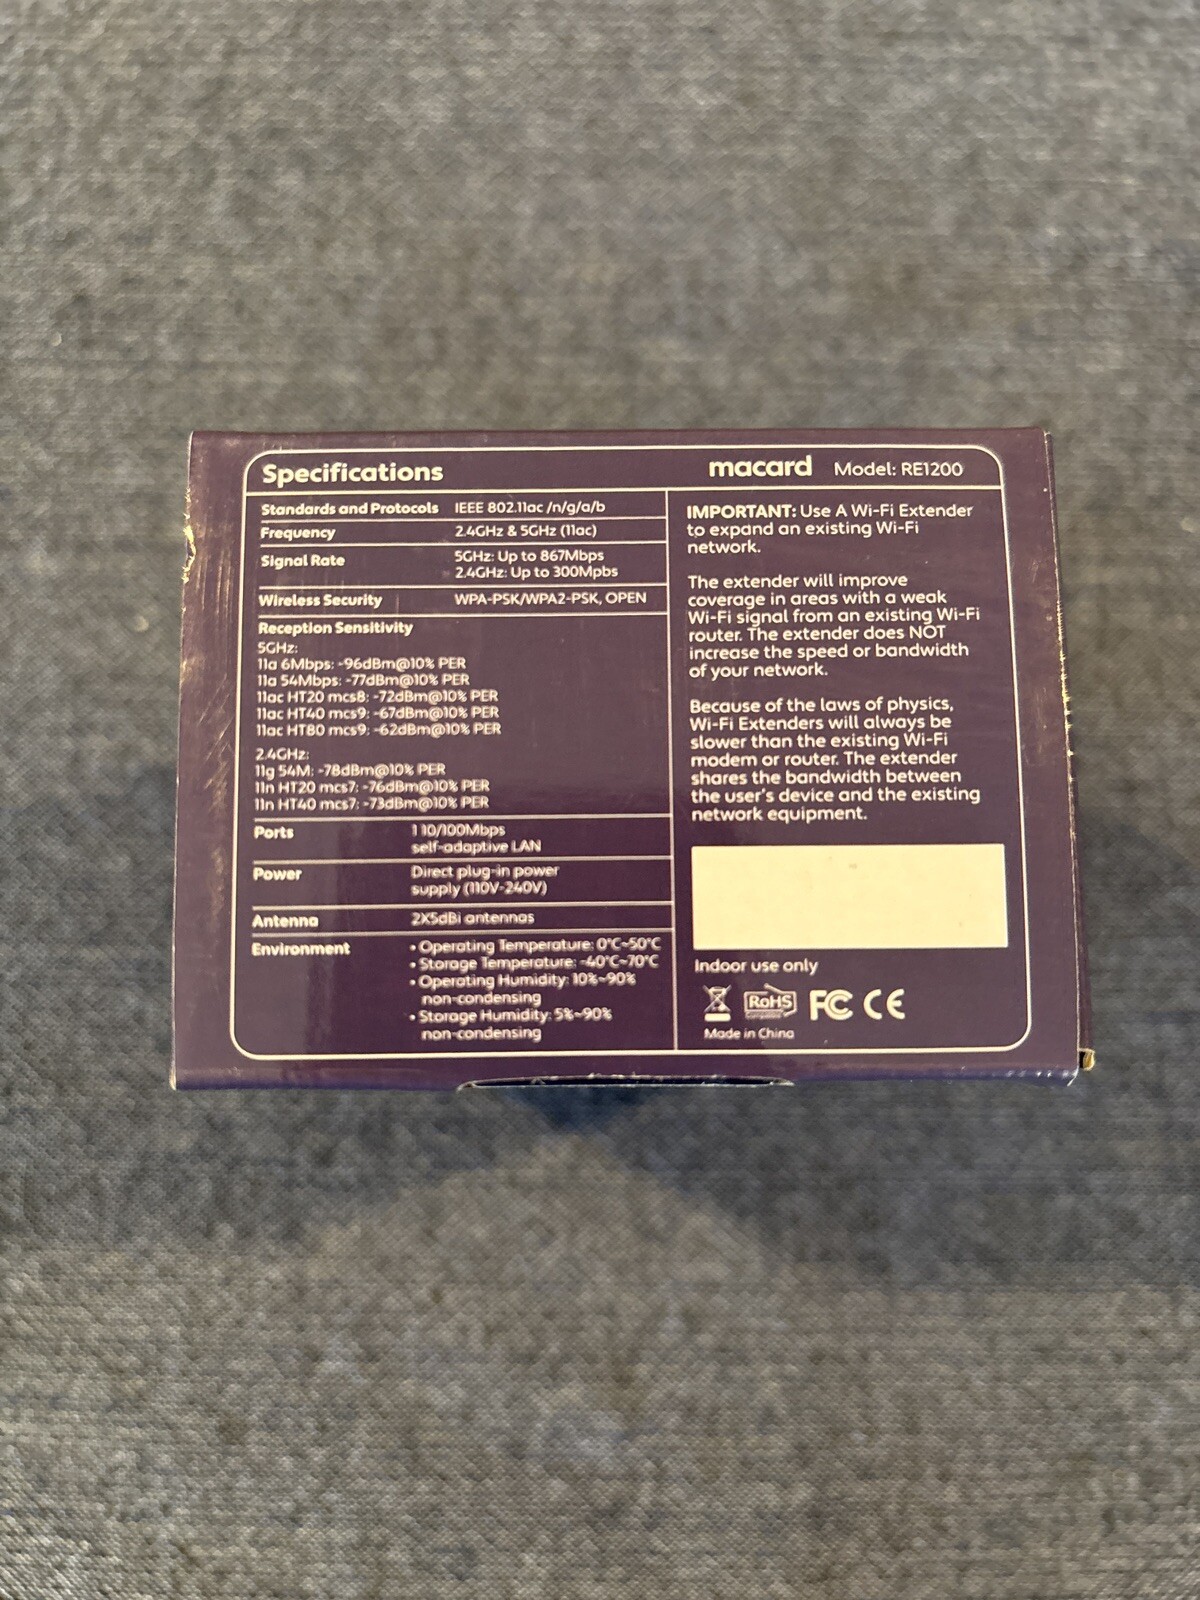 Specifications
macard Model: RE1200
Standards and Protocols IEEE 802.11ac /n/g/a/b
Frequency 2.4GHz & 5GHz (11ac)
Signal Rate 5GHz: Up to 867Mbps
2.4GHz: Up to 300Mpbs
Wireless Security WPA-PSK/WPA2-PSK, OPEN
Reception Sensitivity
5GHz:
11a 6Mbps: -96dBm@10% PER
11a 54Mbps: -77dBm@10% PER
11ac HT20 mcs8: -72dBm@10% PER
11ac HT40 mcs9: -67dBm@10% PER
11ac HT80 mcs9: -62dBm@10% PER
2.4GHz:
11g 54M: -78dBm@10% PER
11n HT20 mcs7: -76dBm@10% PER
11n HT40 mcs7: -73dBm@10% PER
Ports 1 10/100Mbps
self-adaptive LAN
Power Direct plug-in power
supply (110V-240V)
Antenna 2X5dBi antennas
Environment • Operating Temperature: 0°C~50°C
• Storage Temperature: -40°C~70°C
• Operating Humidity: 10%~90%
non-condensing
• Storage Humidity: 5%~90%
non-condensing
IMPORTANT: Use A Wi-Fi Extender
to expand an existing Wi-Fi
network.
The extender will improve
coverage in areas with a weak
Wi-Fi signal from an existing Wi-Fi
router. The extender does NOT
increase the speed or bandwidth
of your network.
Because of the laws of physics,
Wi-Fi Extenders will always be
slower than the existing Wi-Fi
modem or router. The extender
shares the bandwidth between
the user's device and the existing
network equipment.
Indoor use only
RoHS FC CE
Made in China